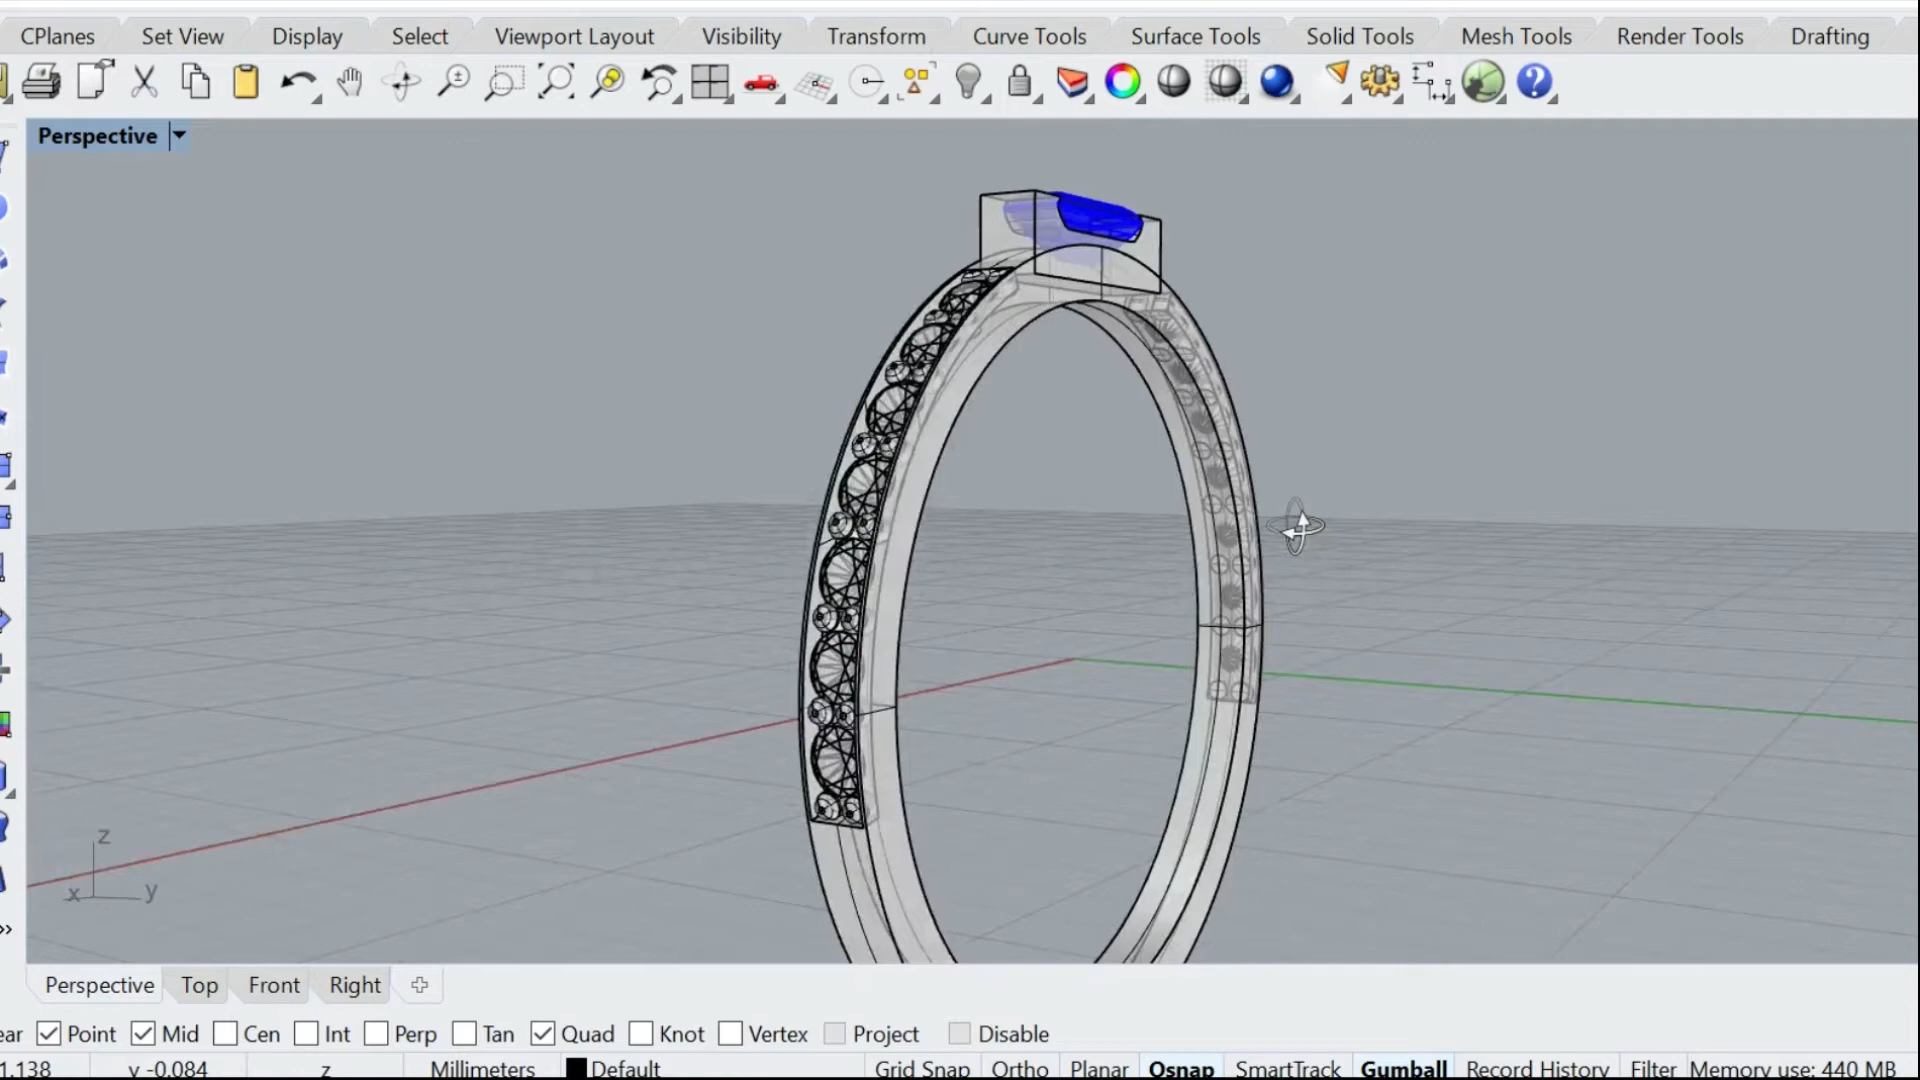 CPlanes Set View Display Select Viewport Layout Visibility Transform Curve Tools Surface Tools Solid Tools Mesh Tools Render Tools Drafting
?
Perspective
z
x y
>>
Perspective Top Front Right
ear Point Mid Cen Int Perp Tan Quad Knot Vertex Project Disable
1.138 y -0.084 z Millimeters Default Grid Snap Ortho Planar Osnap SmartTrack Gumball Record History Filter Memory use: 440 MB